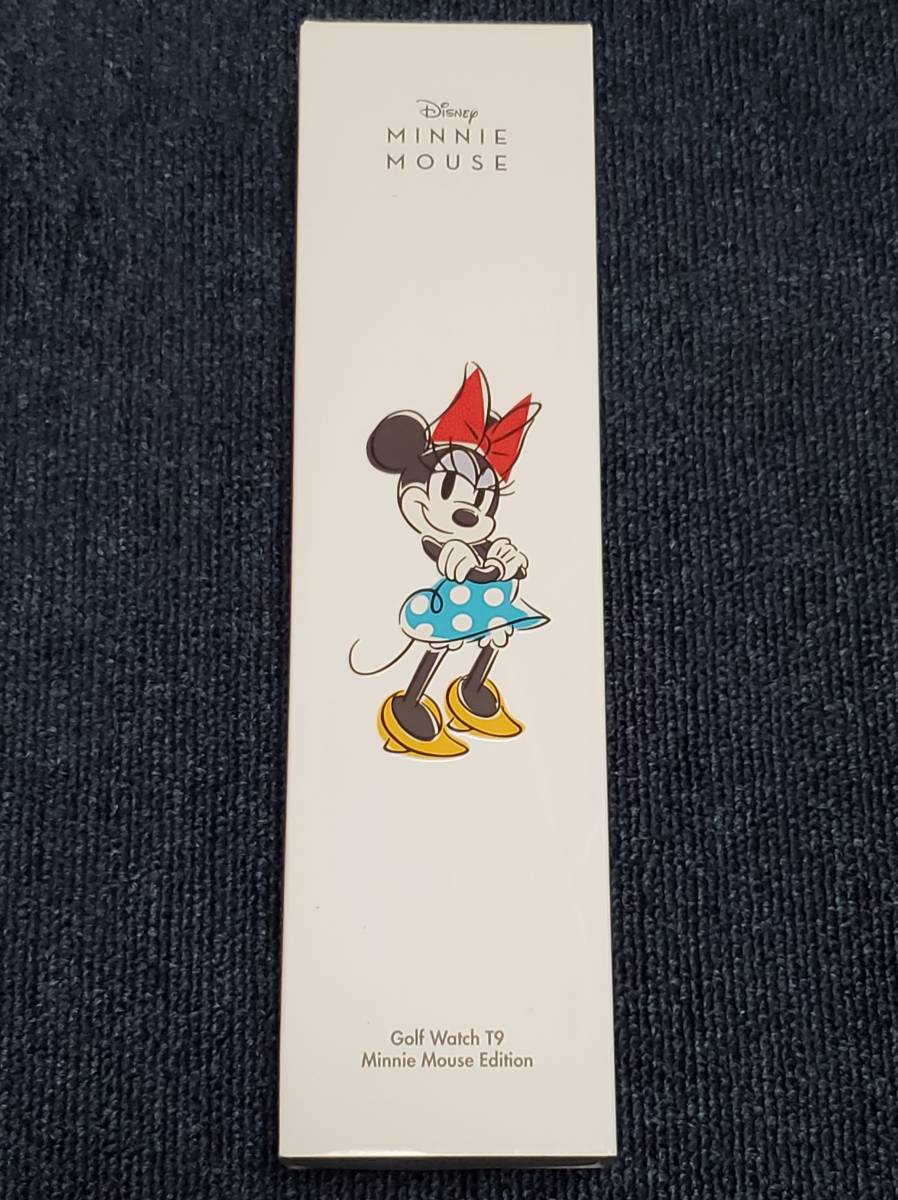 Disney
MINNIE
MOUSE
Golf Watch T9
Minnie Mouse Edition